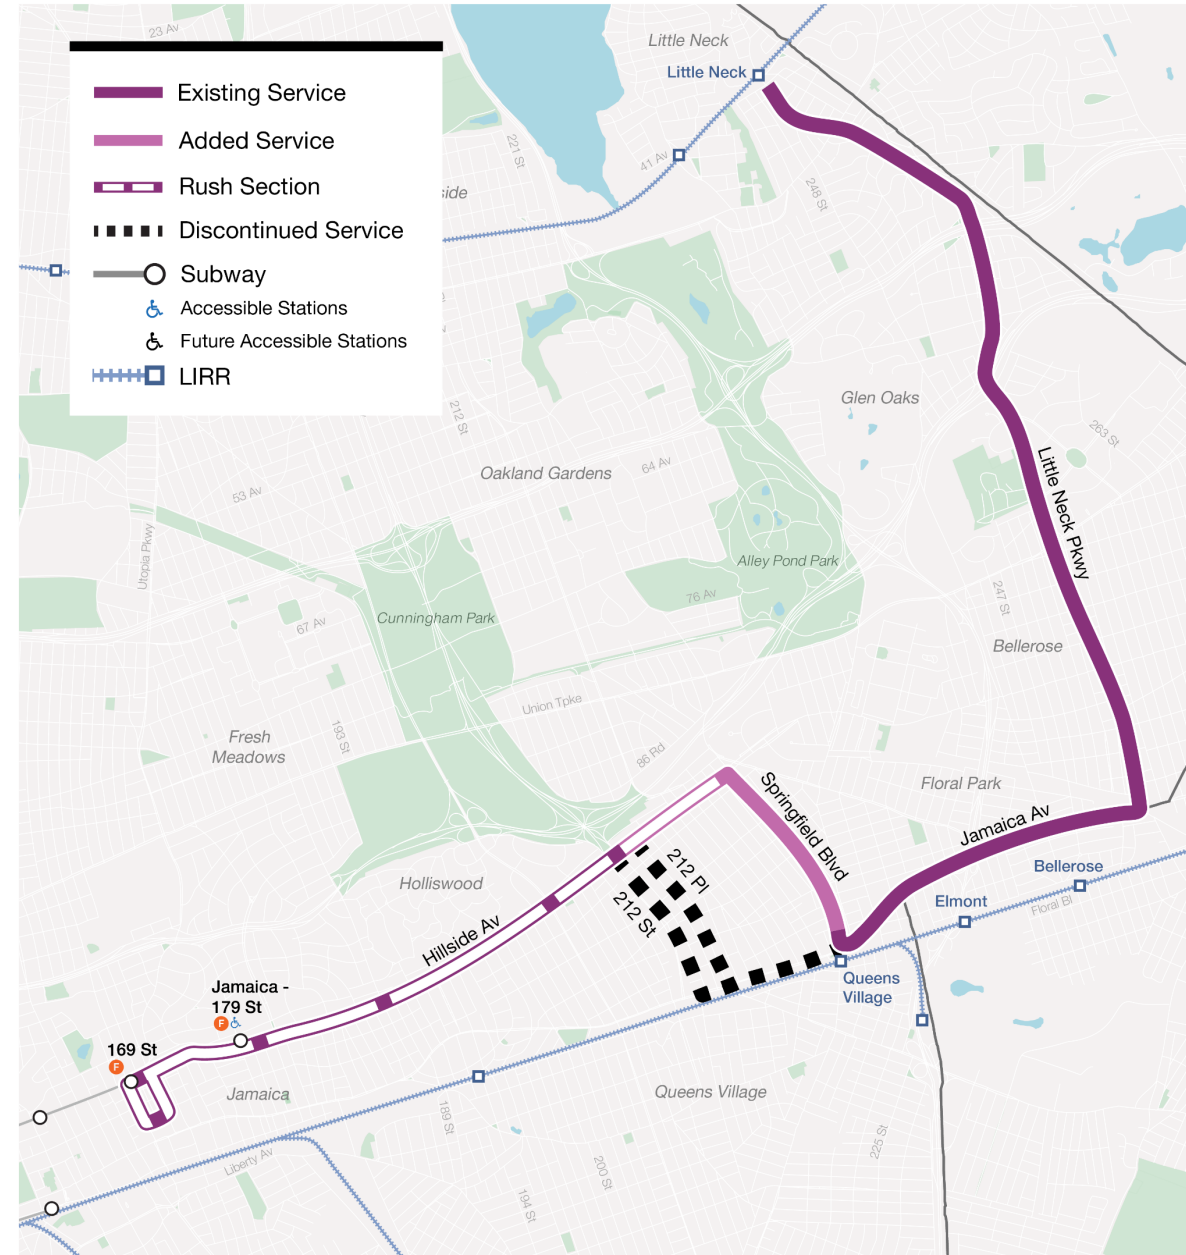 23 Av
Little Neck
Little Neck
Existing Service
Added Service
Rush Section
Discontinued Service
Subway
Accessible Stations
Future Accessible Stations
LIRR
221 St
41 Av
248 St
side
212 St
Glen Oaks
263 St
Oakland Gardens
64 Av
53 Av
Little Neck Pkwy
Utopia Pkwy
Alley Pond Park
76 Av
247 St
Cunningham Park
67 Av
Bellerose
Union Tpke
193 St
Fresh
Meadows
86 Rd
Springfield Blvd
Floral Park
Jamaica Av
212 Pl
212 St
Holliswood
Hillside Av
Bellerose
Elmont
Floral Bl
Queens
Village
Jamaica -
179 St
F
169 St
F
Jamaica
Queens Village
189 St
225 St
Liberty Av
200 St
194 St